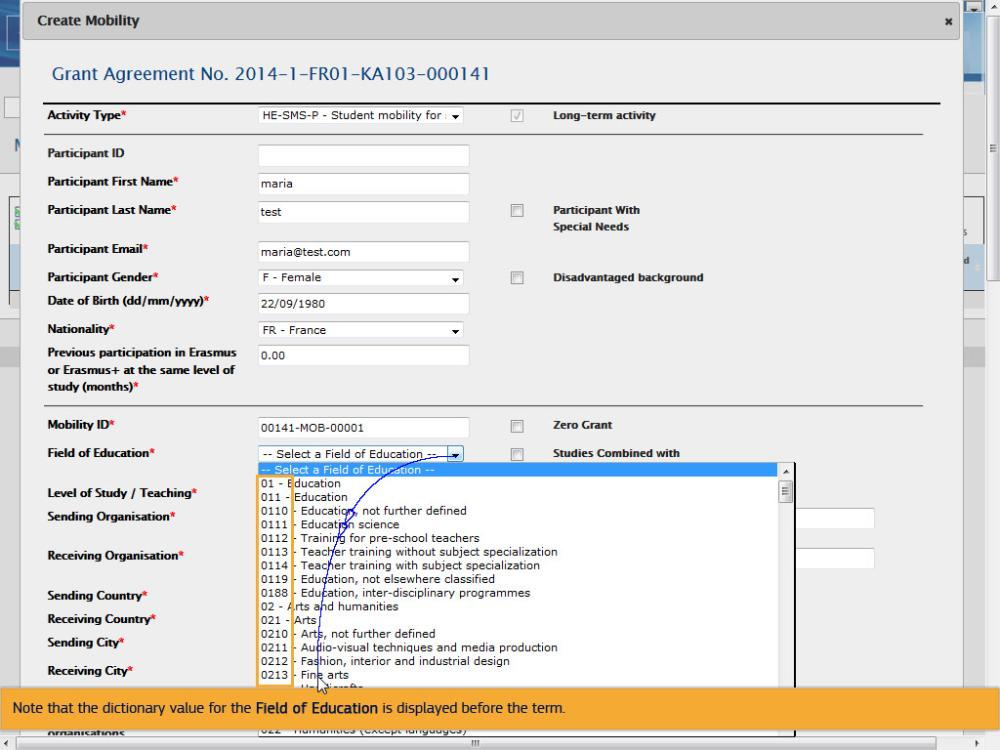 Create Mobility
Grant Agreement No. 2014-1-FR01-KA103-000141
Activity Type* HE-SMS-P - Student mobility for Long-term activity
Participant ID
Participant First Name* maria
Participant Last Name* test Participant With
Special Needs
Participant Email* maria@test.com
Participant Gender* F - Female Disadvantaged background
Date of Birth (dd/mm/yyyy)* 22/09/1980
Nationality* FR - France
Previous participation in Erasmus 0.00
or Erasmus+ at the same level of
study (months)*
Mobility ID* 00141-MOB-00001 Zero Grant
Field of Education* -- Select a Field of Education -- Studies Combined with
-- Select a Field of Education --
01 - Education
Level of Study / Teaching* 011 - Education
0110 - Education, not further defined
Sending Organisation* 0111 - Education science
0112 - Training for pre-school teachers
0113 - Teacher training without subject specialization
Receiving Organisation* 0114 - Teacher training with subject specialization
0119 - Education, not elsewhere classified
Sending Country* 0188 - Education, inter-disciplinary programmes
02 - Arts and humanities
Receiving Country* 021 - Arts
0210 - Arts, not further defined
Sending City* 0211 - Audio-visual techniques and media production
0212 - Fashion, interior and industrial design
Receiving City* 0213 - Fine arts
Note that the dictionary value for the Field of Education is displayed before the term.
organisations 022 - Humanities (except languages)